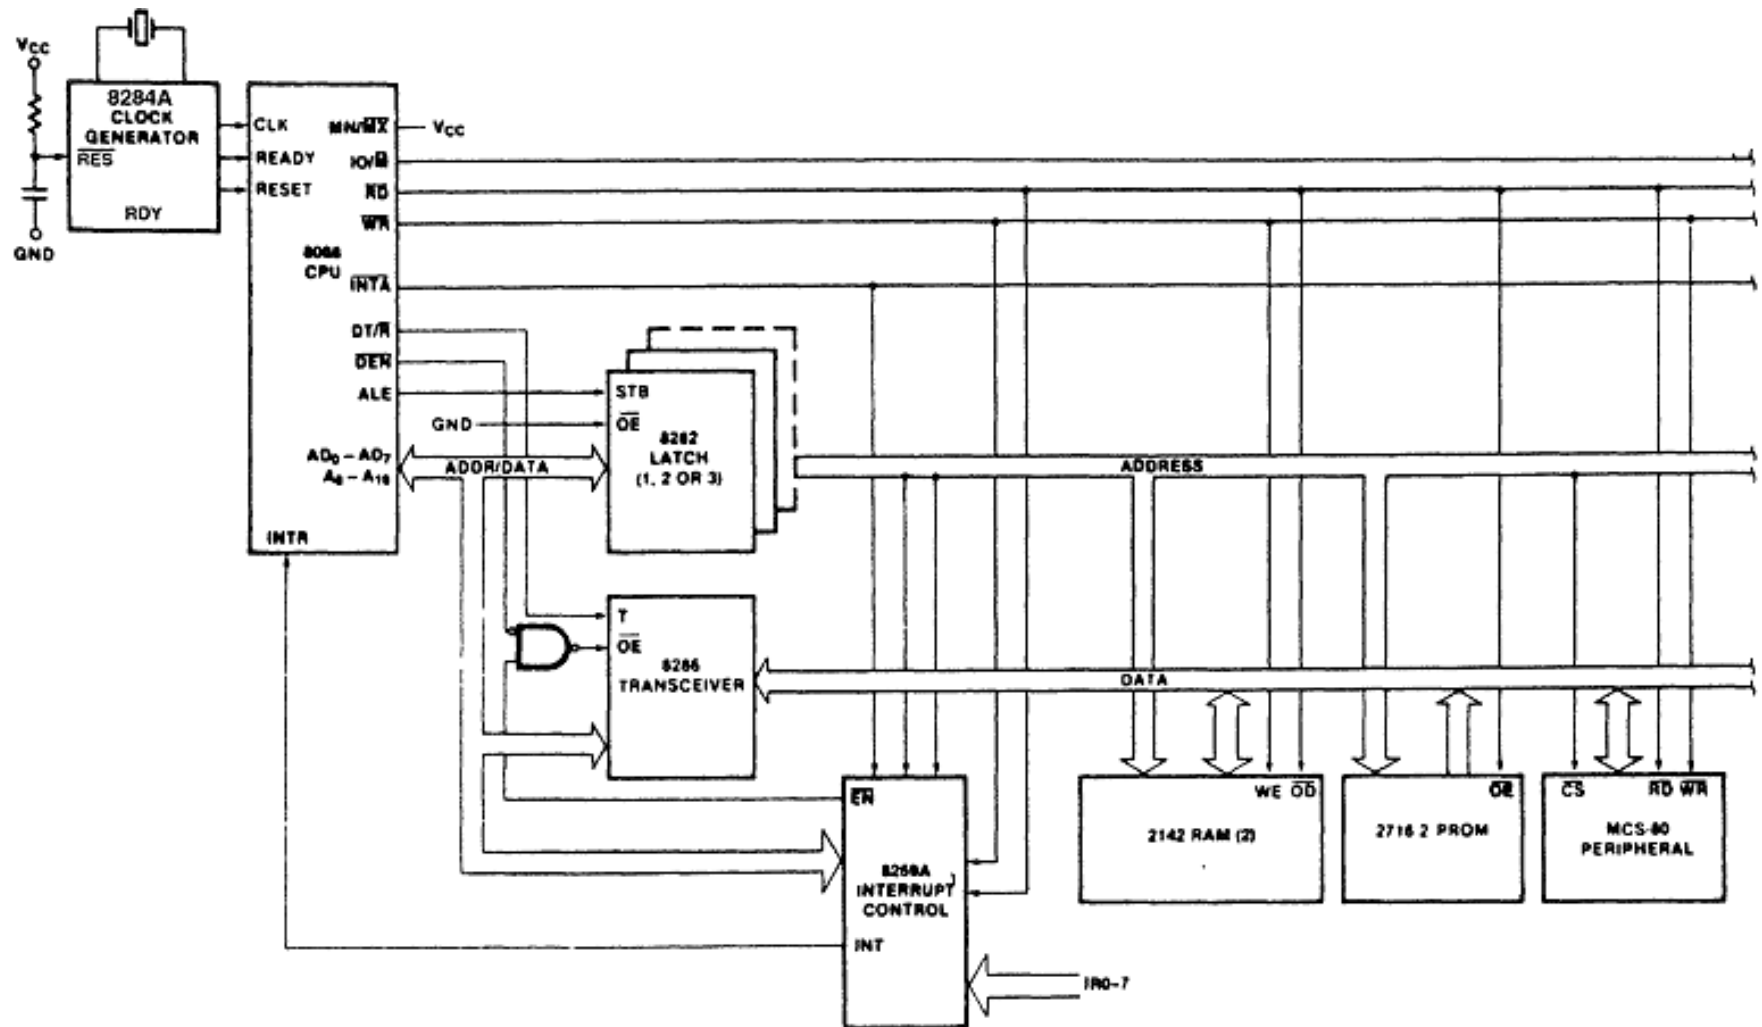 VCC
8284A
CLOCK
GENERATOR
RES
RDY
GND
CLK
READY
RESET
MN/MX
VCC
IO/M
RD
WR
8088
CPU
INTA
DT/R
DEN
ALE
AD0 – AD7
A8 – A19
INTR
GND
ADDR/DATA
STB
OE
8282
LATCH
(1, 2 OR 3)
ADDRESS
T
OE
8286
TRANSCEIVER
DATA
EN
8259A
INTERRUPT
CONTROL
INT
IR0-7
WE OD
2142 RAM (2)
OE
2716 2 PROM
CS RD WR
MCS-80
PERIPHERAL